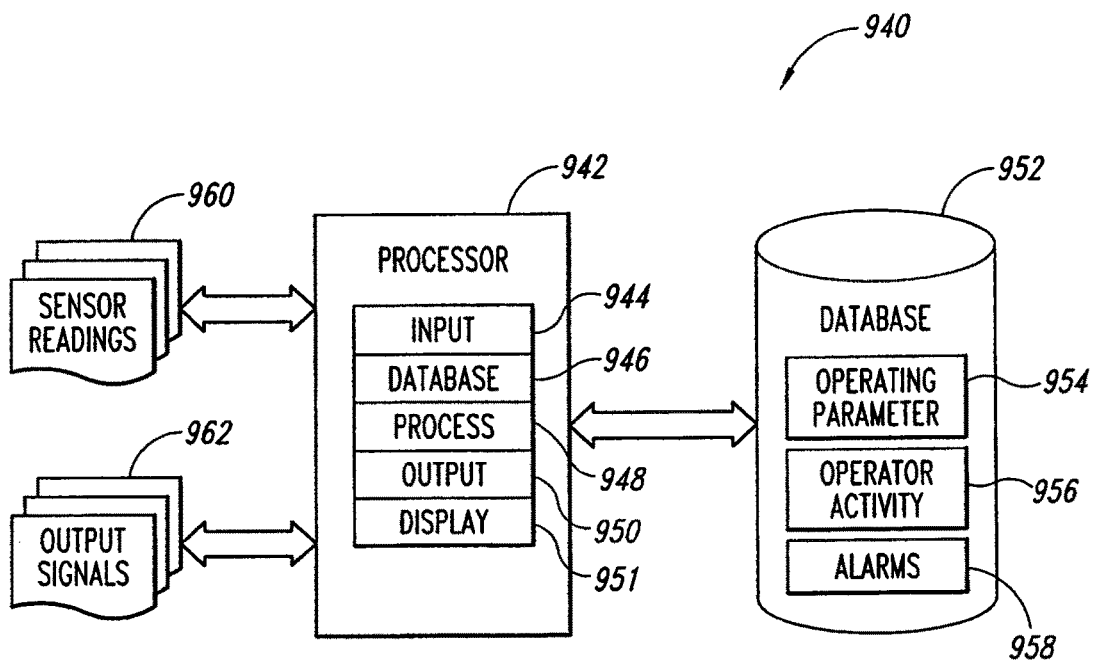 940
942
952
960
PROCESSOR
SENSOR
READINGS
INPUT
944
DATABASE
946
PROCESS
948
OUTPUT
950
DISPLAY
951
DATABASE
OPERATING
PARAMETER
954
OPERATOR
ACTIVITY
956
ALARMS
958
962
OUTPUT
SIGNALS